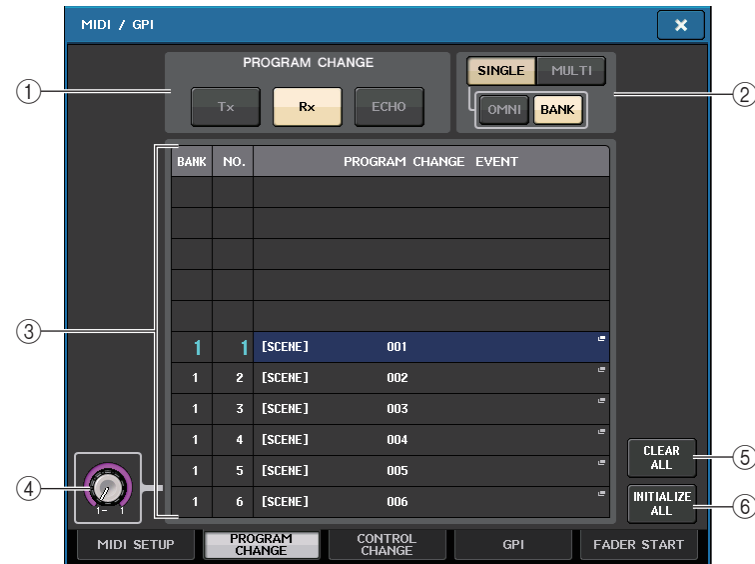 MIDI / GPI
PROGRAM CHANGE
Tx Rx ECHO
SINGLE MULTI
OMNI BANK
1
2
BANK NO. PROGRAM CHANGE EVENT
1 1 [SCENE] 001
1 2 [SCENE] 002
1 3 [SCENE] 003
1 4 [SCENE] 004
1 5 [SCENE] 005
1 6 [SCENE] 006
3
4
1- 1
CLEAR ALL
5
INITIALIZE ALL
6
MIDI SETUP
PROGRAM CHANGE
CONTROL CHANGE
GPI
FADER START